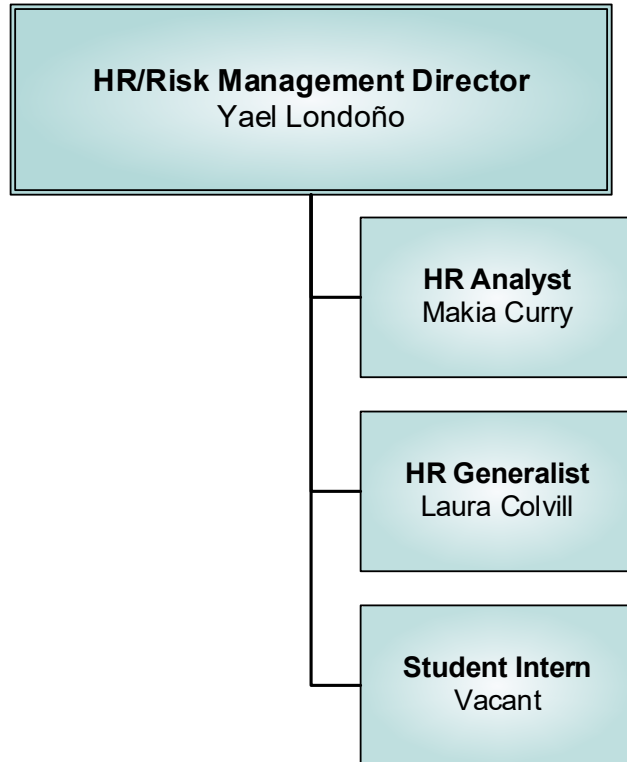 HR/Risk Management Director
Yael Londoño
HR Analyst
Makia Curry
HR Generalist
Laura Colvill
Student Intern
Vacant